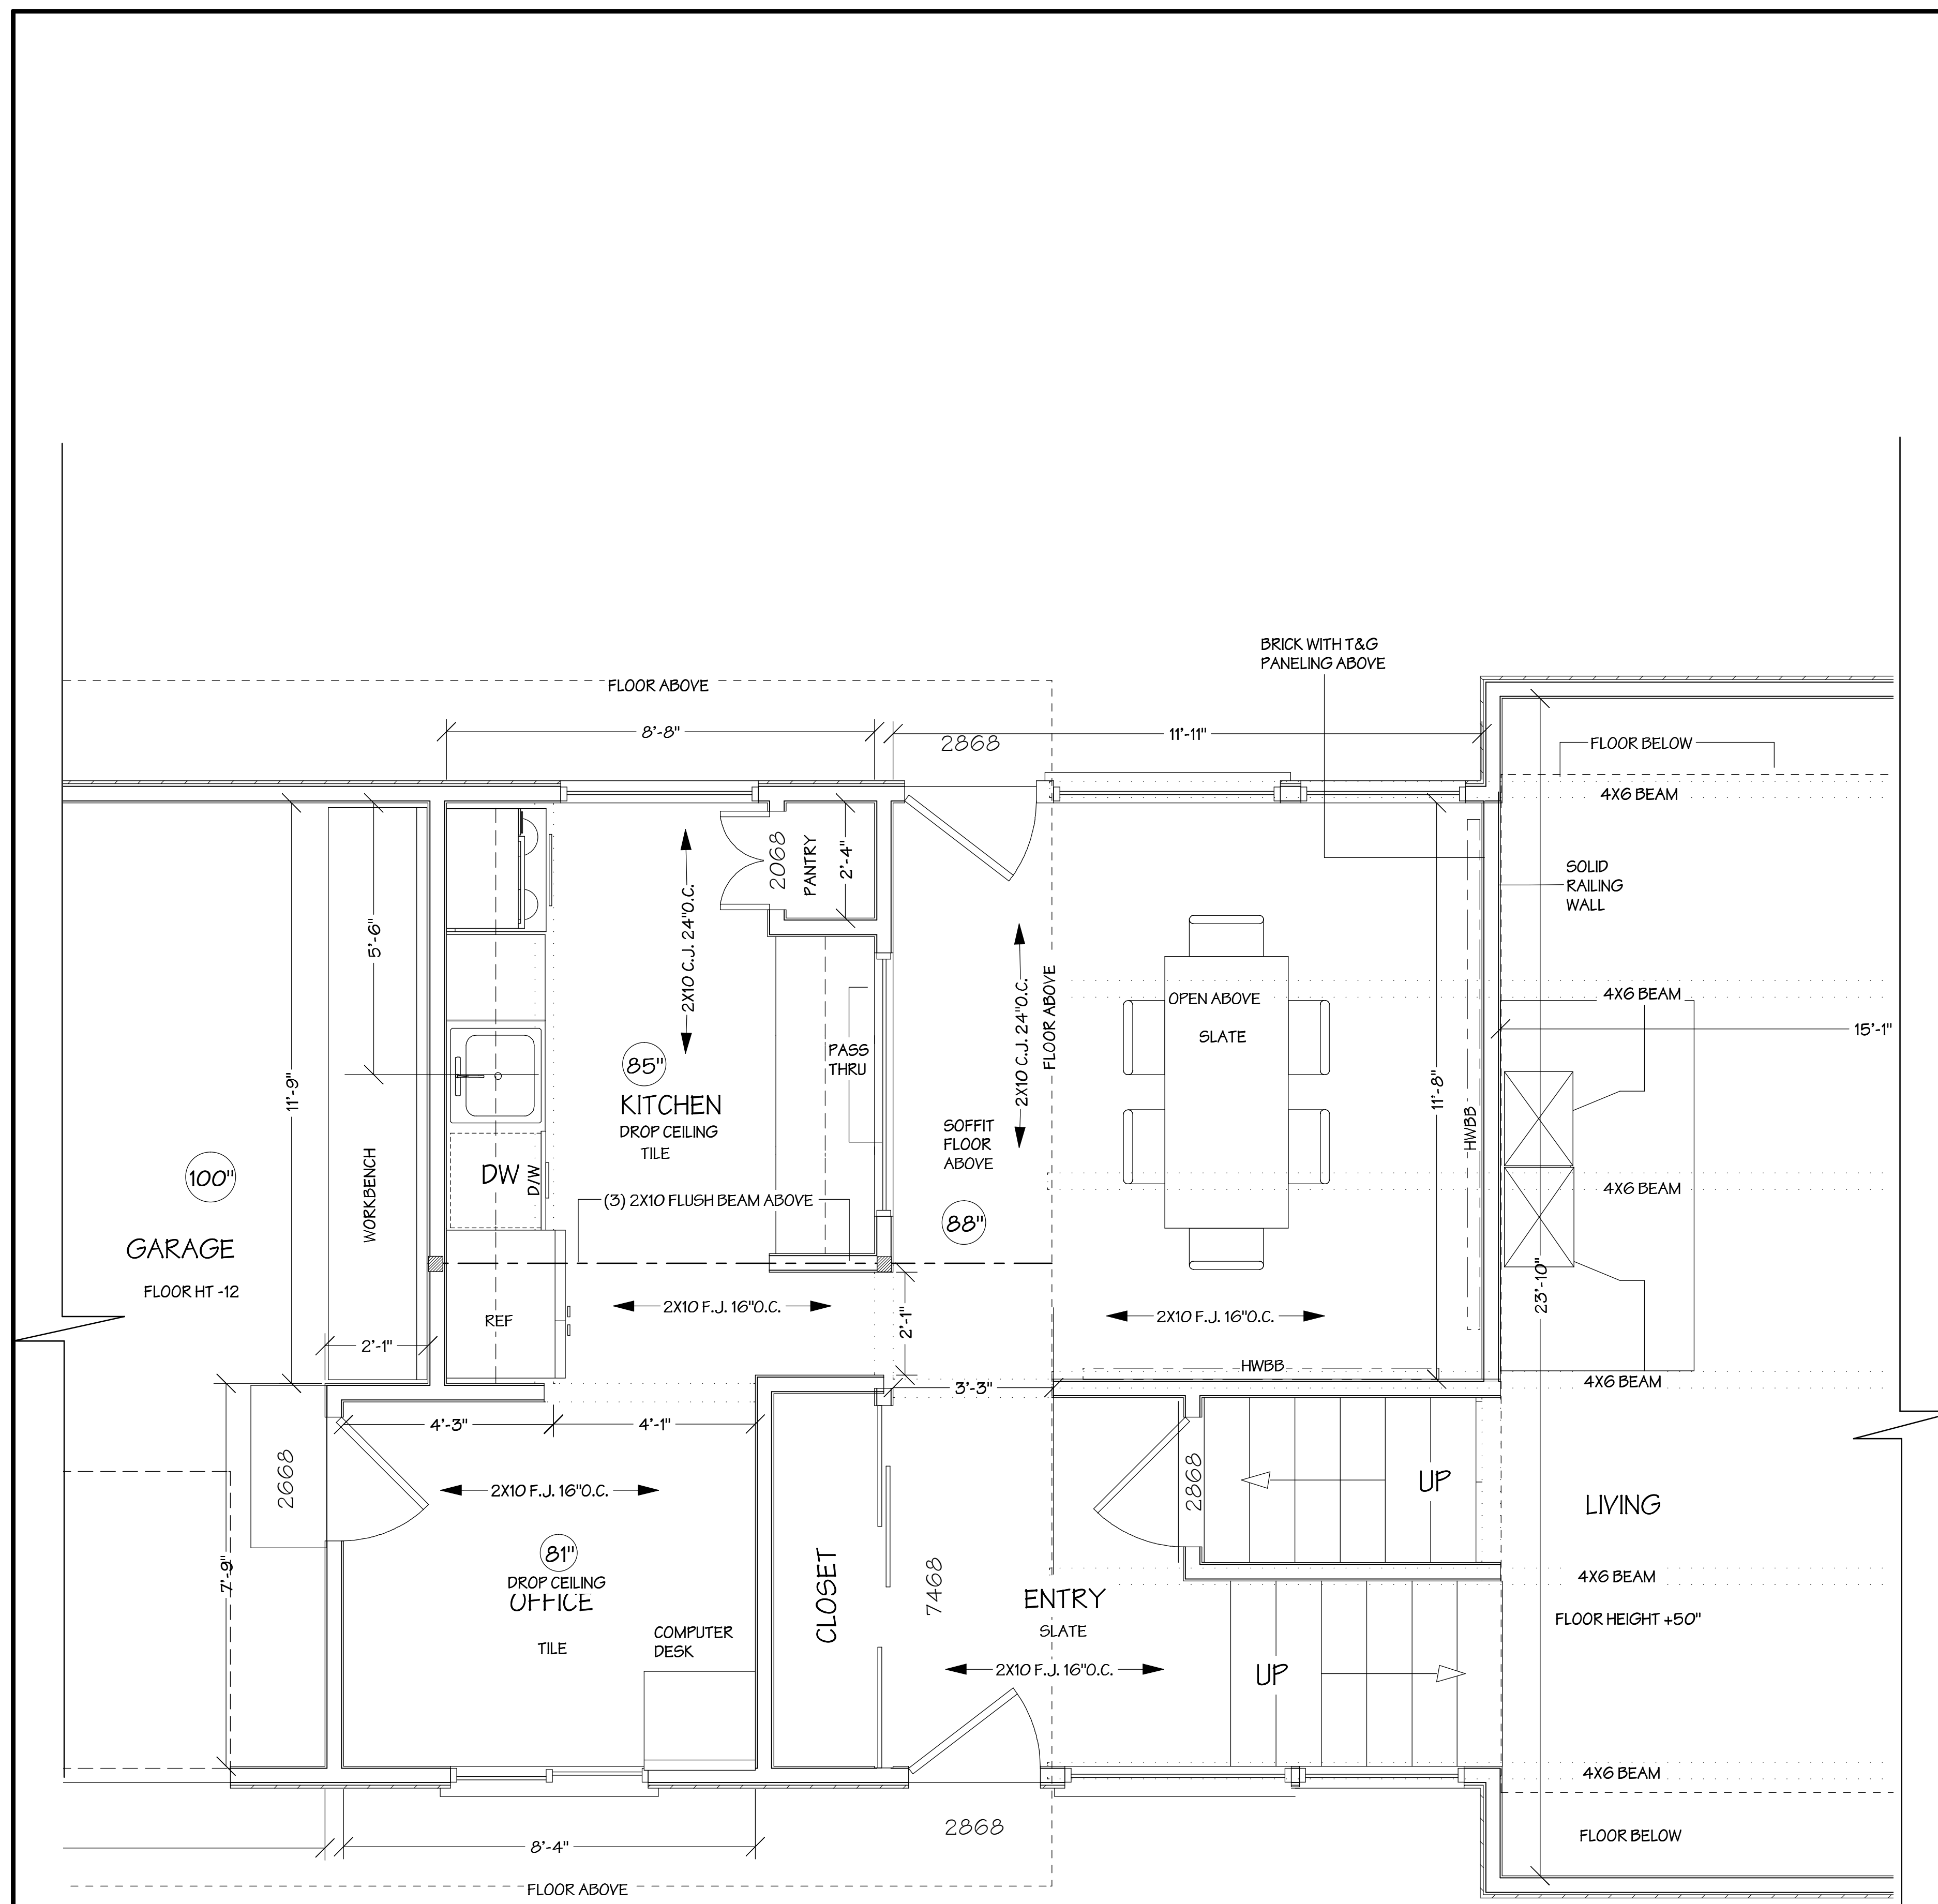 BRICK WITH T&G
PANELING ABOVE
FLOOR ABOVE
8'-8"
2868
11'-11"
FLOOR BELOW
4X6 BEAM
2068
PANTRY
2'-4"
SOLID
RAILING
WALL
5'-6"
2X10 C.J. 24"O.C.
2X10 C.J. 24"O.C.
FLOOR ABOVE
OPEN ABOVE
SLATE
4X6 BEAM
15'-1"
PASS
THRU
85"
KITCHEN
DROP CEILING
TILE
11'-9"
11'-8"
HWBB
SOFFIT
FLOOR
ABOVE
100"
WORKBENCH
DW
D/W
(3) 2X10 FLUSH BEAM ABOVE
88"
4X6 BEAM
GARAGE
FLOOR HT -12
23'-10"
REF
2X10 F.J. 16"O.C.
2'-1"
2X10 F.J. 16"O.C.
2'-1"
HWBB
3'-3"
4X6 BEAM
4'-3"
4'-1"
2668
2X10 F.J. 16"O.C.
2868
UP
LIVING
81"
DROP CEILING
OFFICE
TILE
7'-9"
COMPUTER
DESK
CLOSET
7468
ENTRY
SLATE
4X6 BEAM
FLOOR HEIGHT +50"
2X10 F.J. 16"O.C.
UP
4X6 BEAM
8'-4"
2868
FLOOR BELOW
FLOOR ABOVE